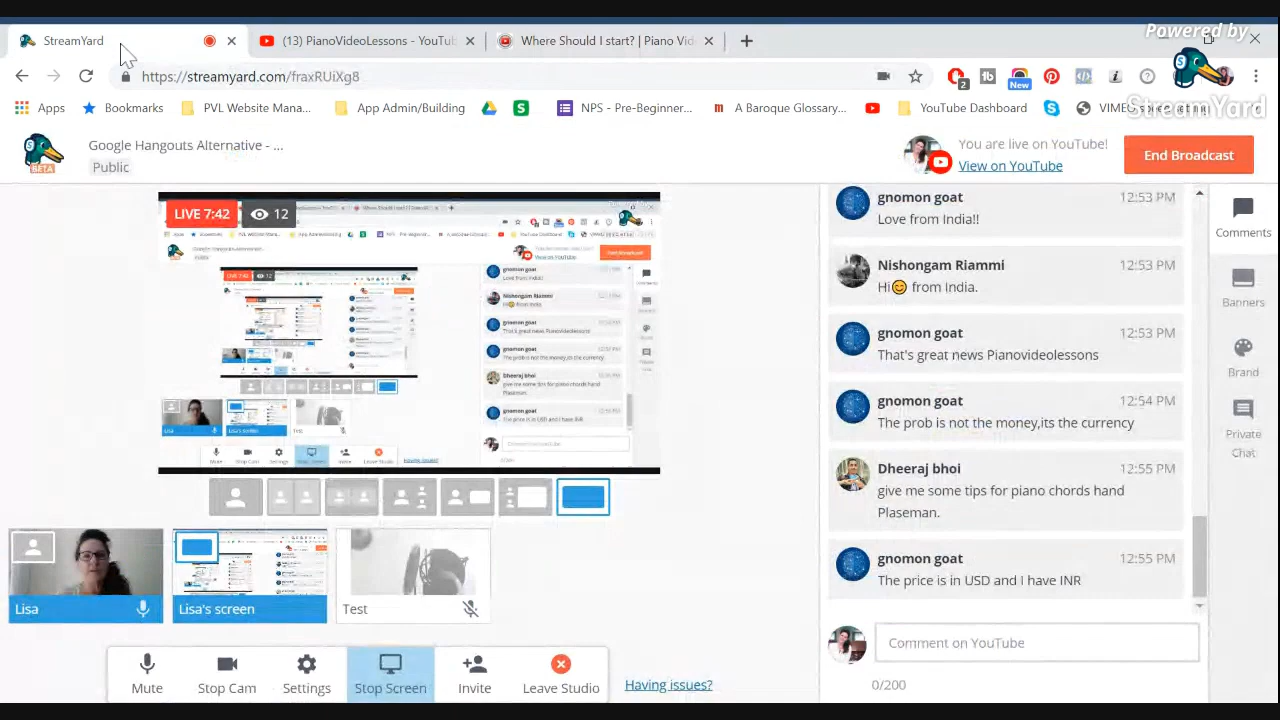 Powered by
StreamYard
StreamYard
(13) PianoVideoLessons - YouTu
Where Should I start? | Piano Vid
https://streamyard.com/fraxRUiXg8
2
New
Apps
Bookmarks
PVL Website Mana...
App Admin/Building
NPS - Pre-Beginner...
A Baroque Glossary...
YouTube Dashboard
BETA
Google Hangouts Alternative - ...
Public
You are live on YouTube!
View on YouTube
End Broadcast
LIVE 7:42
12
gnomon goat
12:53 PM
Love from India!!
Nishongam Riammi
12:53 PM
Hi😊 from India.
gnomon goat
12:53 PM
That's great news Pianovideolessons
gnomon goat
12:54 PM
The prob is not the money,its the currency
Dheeraj bhoi
12:55 PM
give me some tips for piano chords hand
Plaseman.
gnomon goat
12:55 PM
The price is in USD and I have INR
Comment on YouTube
0/200
Comments
Banners
Brand
Private
Chat
Lisa
Lisa's screen
Test
Mute
Stop Cam
Settings
Stop Screen
Invite
Leave Studio
Having issues?